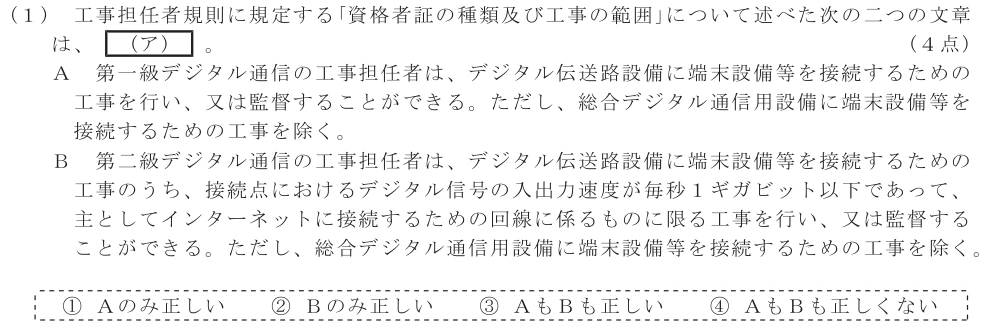 （1） 工事担任者規則に規定する｢資格者証の種類及び工事の範囲｣について述べた次の二つの文章
は、 （ア） 。 （4点）
A 第一級デジタル通信の工事担任者は、デジタル伝送路設備に端末設備等を接続するための
工事を行い、又は監督することができる。ただし、総合デジタル通信用設備に端末設備等を
接続するための工事を除く。
B 第二級デジタル通信の工事担任者は、デジタル伝送路設備に端末設備等を接続するための
工事のうち、接続点におけるデジタル信号の入出力速度が毎秒1ギガビット以下であって、
主としてインターネットに接続するための回線に係るものに限る工事を行い、又は監督する
ことができる。ただし、総合デジタル通信用設備に端末設備等を接続するための工事を除く。
① Aのみ正しい ② Bのみ正しい ③ AもBも正しい ④ AもBも正しくない